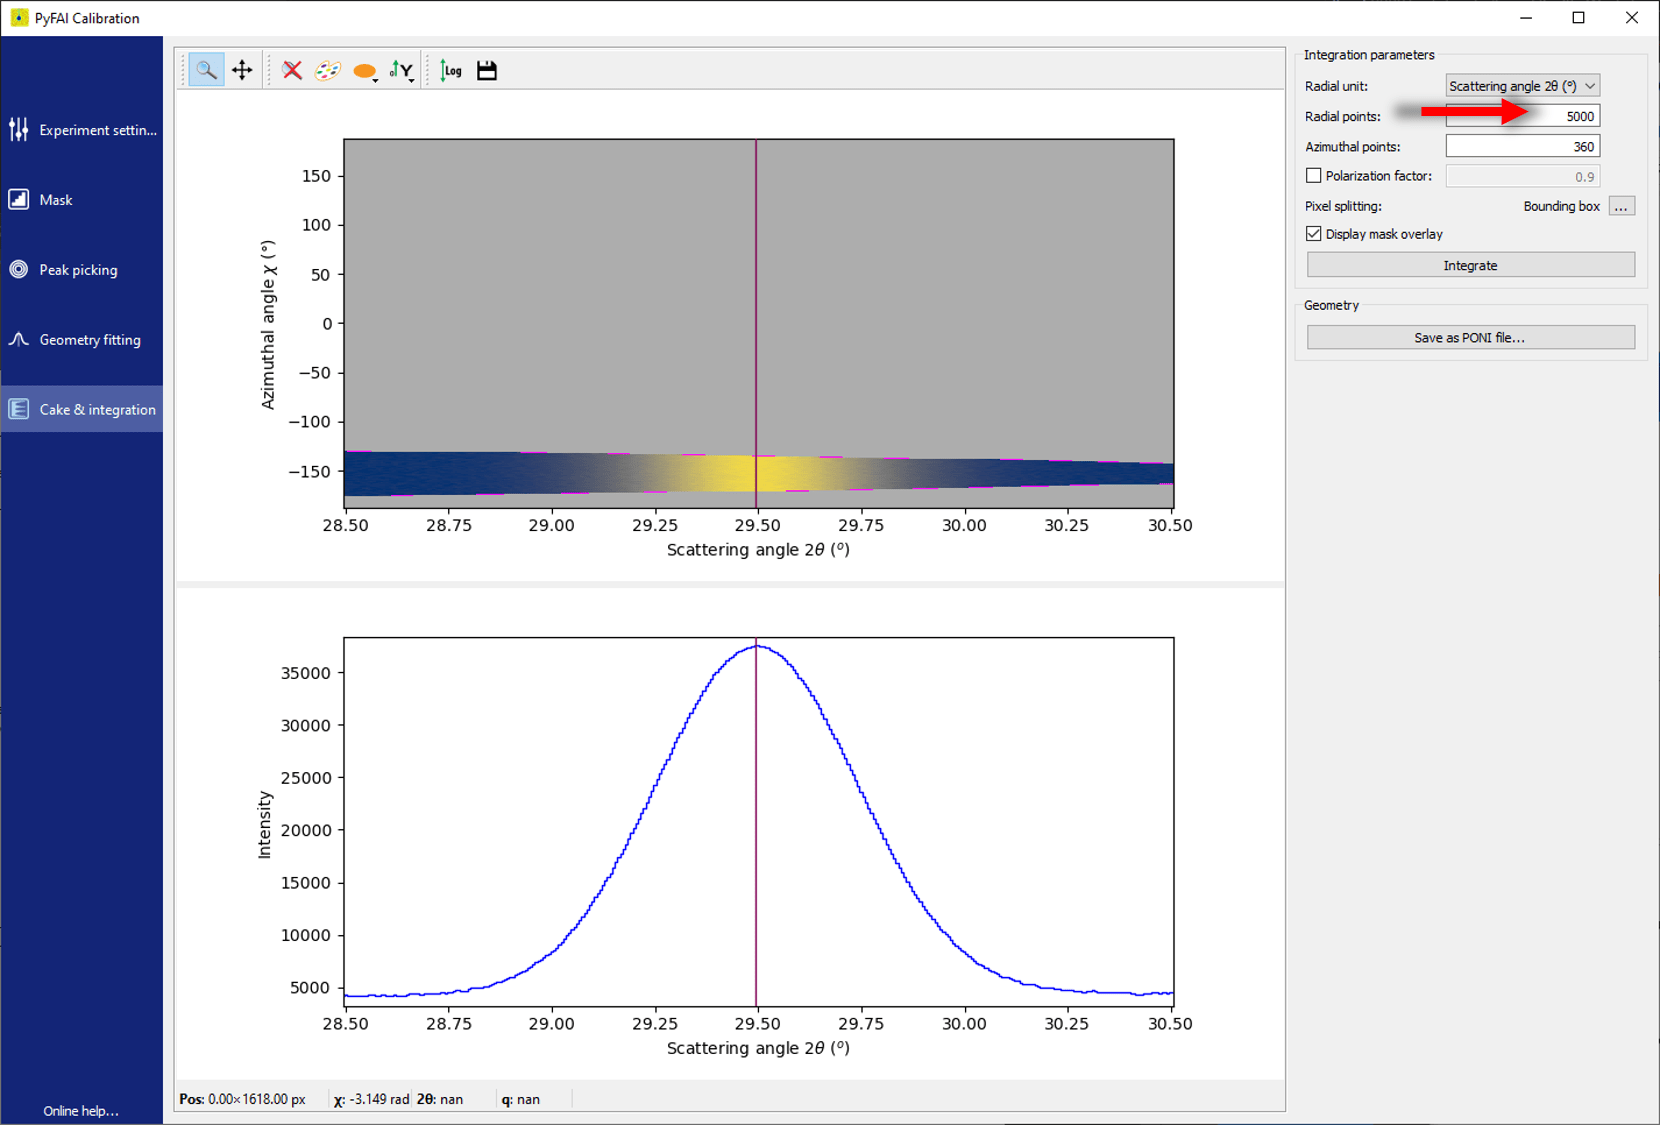 PyFAI Calibration
Experiment settin...
Mask
Peak picking
Geometry fitting
Cake & integration
Online help...
Y
Log
Azimuthal angle χ (°)
150
100
50
0
−50
−100
−150
28.50 28.75 29.00 29.25 29.50 29.75 30.00 30.25 30.50
Scattering angle 2θ (°)
Intensity
35000
30000
25000
20000
15000
10000
5000
28.50 28.75 29.00 29.25 29.50 29.75 30.00 30.25 30.50
Scattering angle 2θ (°)
Pos: 0.00×1618.00 px χ: -3.149 rad 2θ: nan q: nan
Integration parameters
Radial unit: Scattering angle 2θ (°)
Radial points: 5000
Azimuthal points: 360
Polarization factor: 0.9
Pixel splitting: Bounding box ...
Display mask overlay
Integrate
Geometry
Save as PONI file...